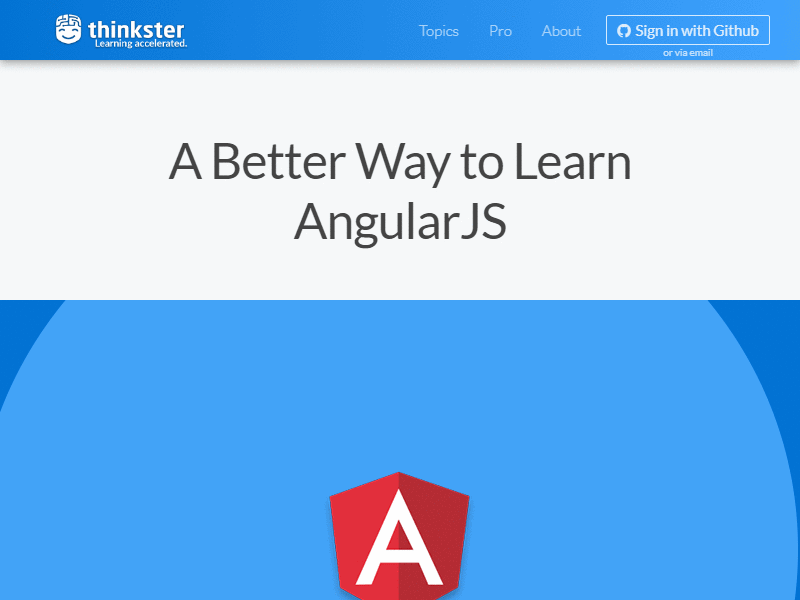 thinkster
Learning accelerated.
Topics
Pro
About
Sign in with Github
or via email
A Better Way to Learn
AngularJS
A